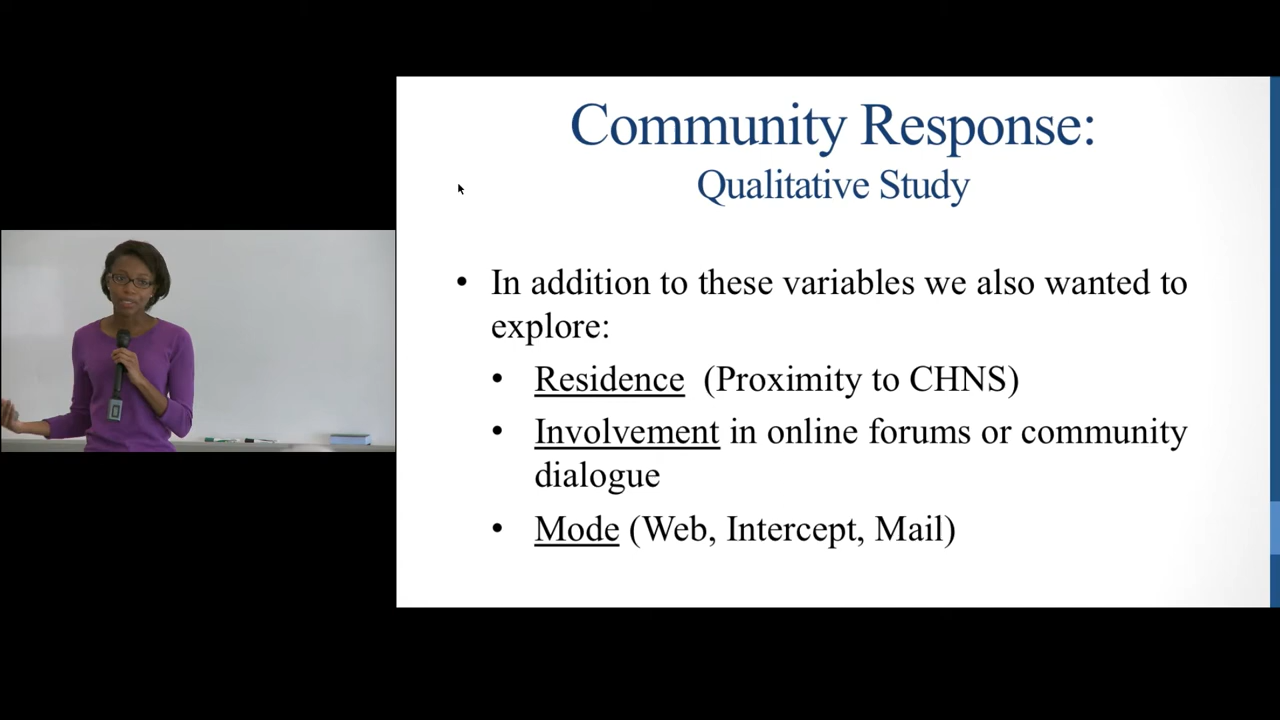 Community Response:
Qualitative Study
• In addition to these variables we also wanted to
explore:
• Residence (Proximity to CHNS)
• Involvement in online forums or community
dialogue
• Mode (Web, Intercept, Mail)